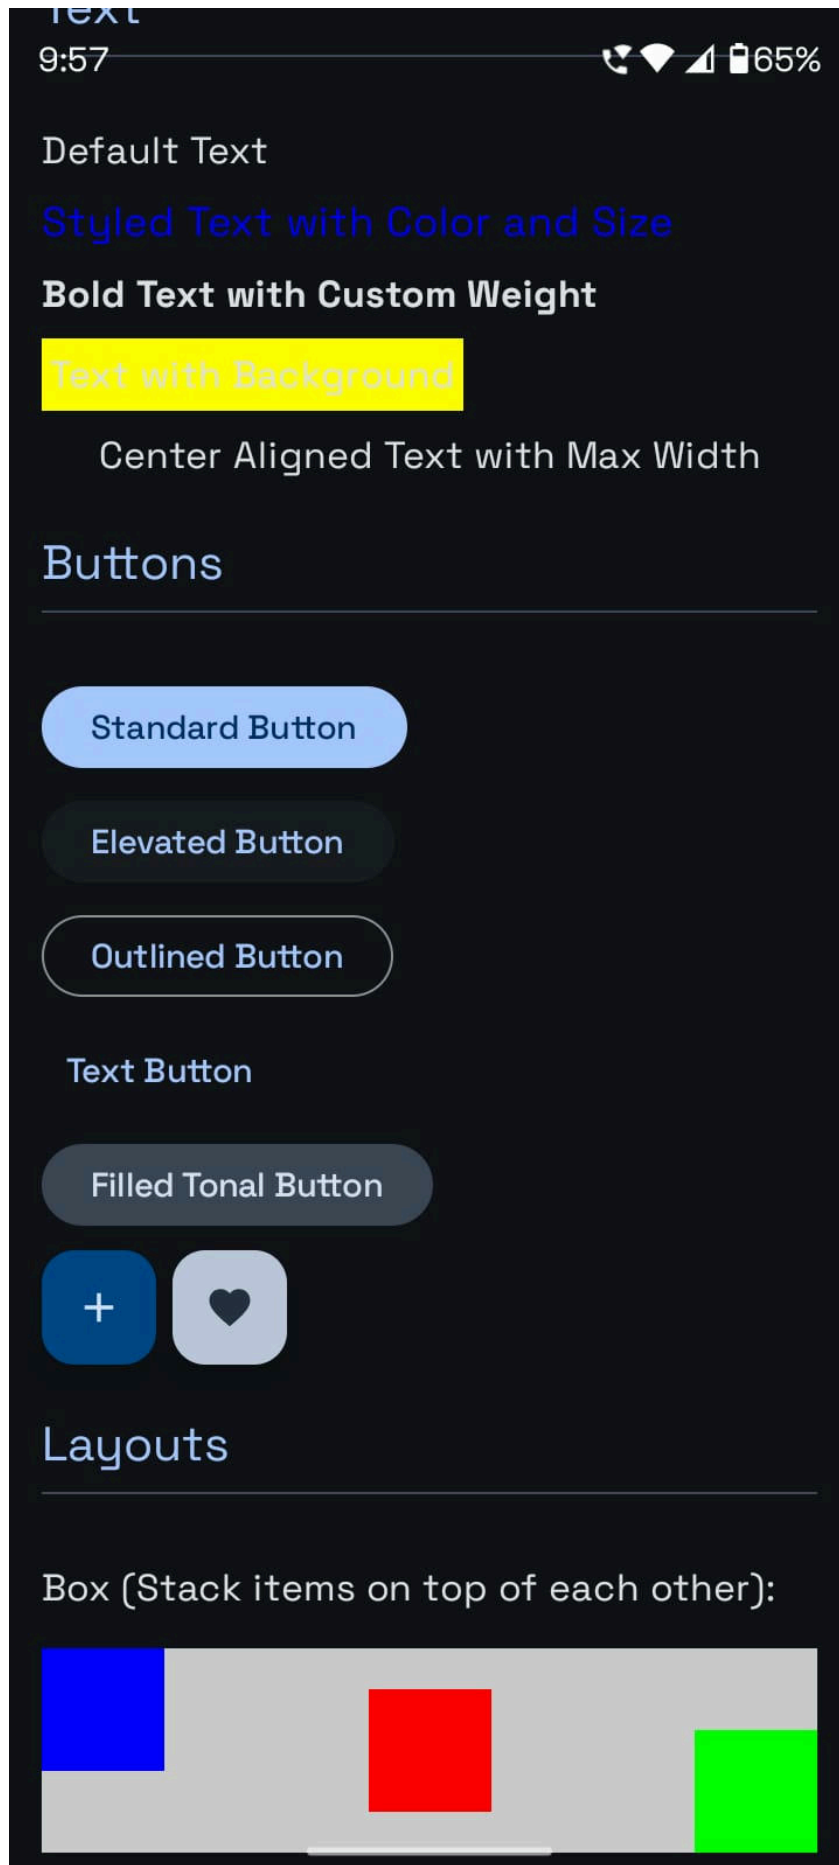 Text
9:57 65%
Default Text
Styled Text with Color and Size
Bold Text with Custom Weight
Text with Background
Center Aligned Text with Max Width
Buttons
Standard Button
Elevated Button
Outlined Button
Text Button
Filled Tonal Button
Layouts
Box (Stack items on top of each other):